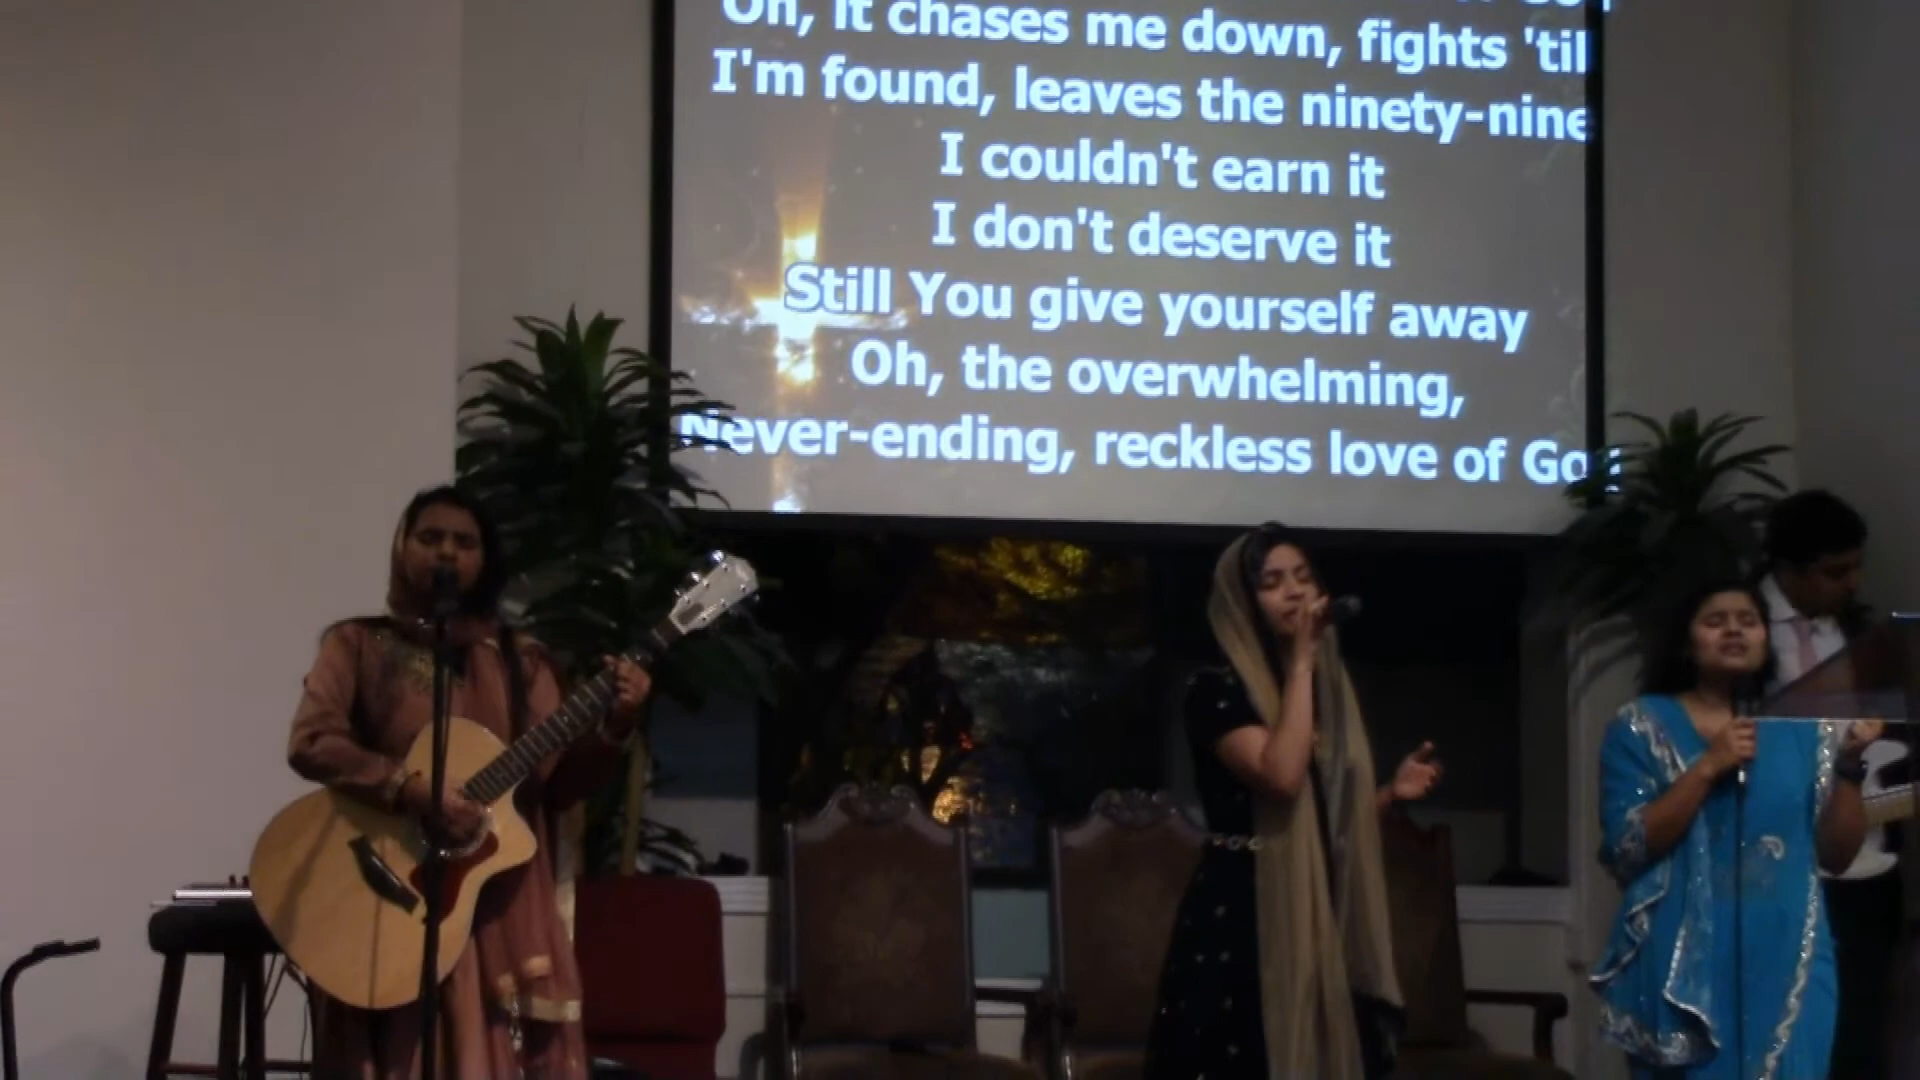 Oh, it chases me down, fights 'til
I'm found, leaves the ninety-nine
I couldn't earn it
I don't deserve it
Still You give yourself away
Oh, the overwhelming,
Never-ending, reckless love of God